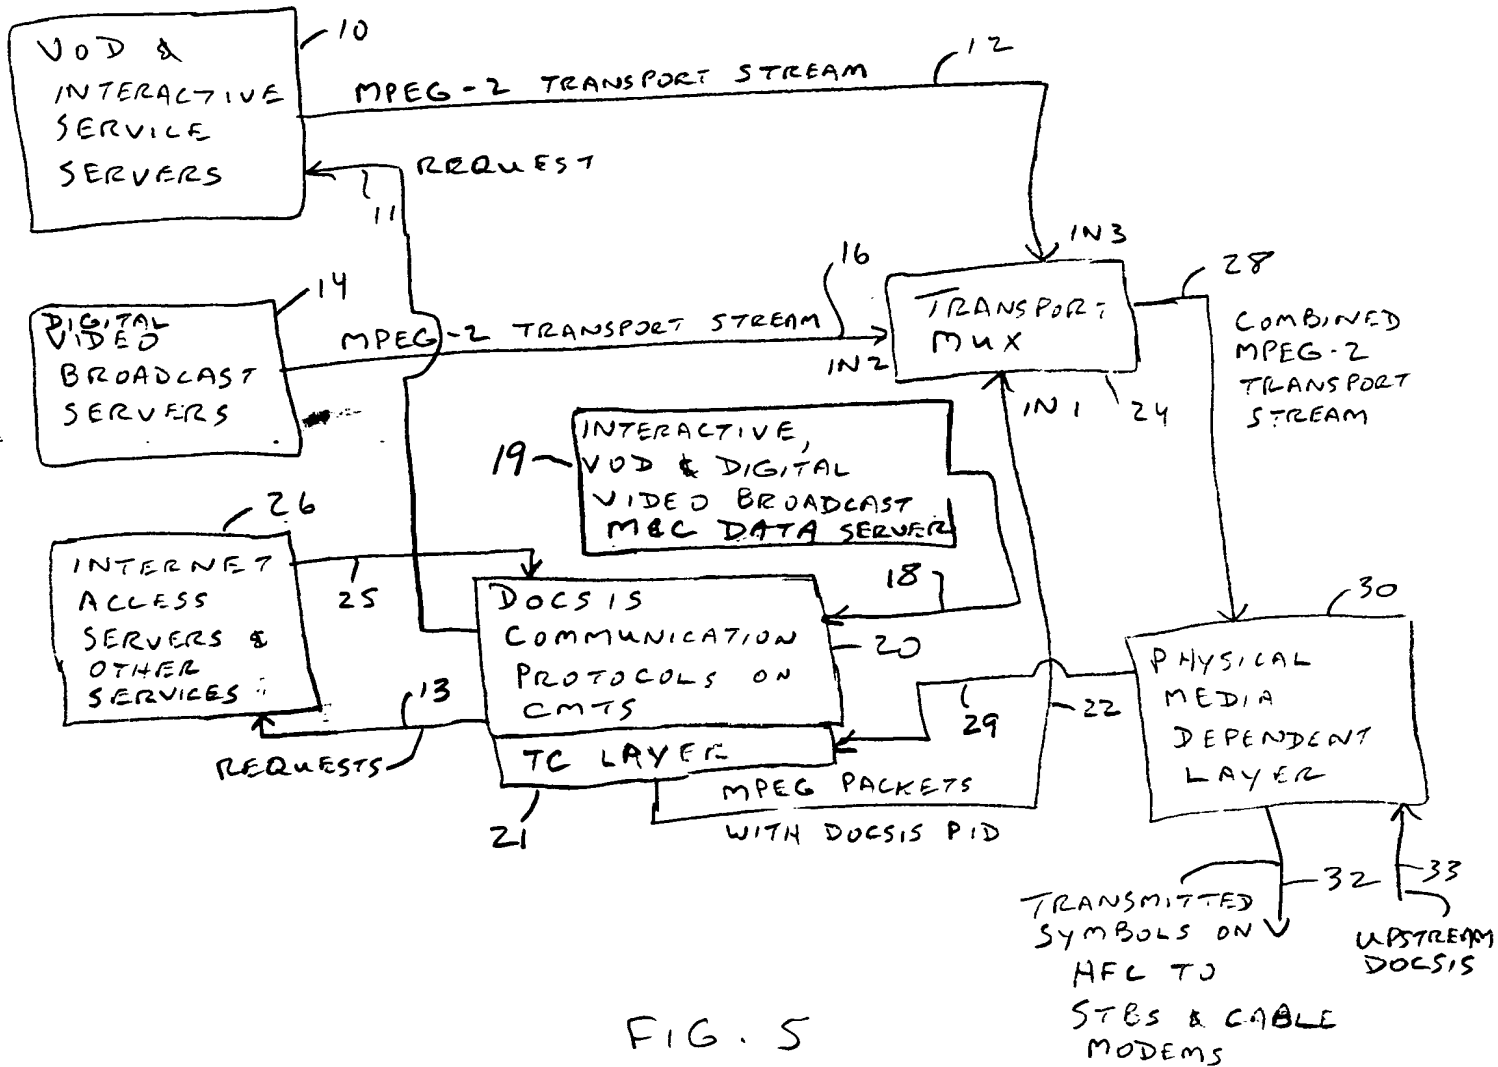 VOD &
INTERACTIVE
SERVICE
SERVERS
10
MPEG-2 TRANSPORT STREAM
12
REQUEST
11
IN3
DIGITAL
VIDEO
BROADCAST
SERVERS
14
MPEG-2 TRANSPORT STREAM
16
IN2
TRANSPORT
MUX
28
COMBINED
MPEG-2
TRANSPORT
STREAM
IN1
24
19
INTERACTIVE,
VOD & DIGITAL
VIDEO BROADCAST
M&C DATA SERVER
26
INTERNET
ACCESS
SERVERS &
OTHER
SERVICES
25
18
DOCSIS
COMMUNICATION
PROTOCOLS ON
CMTS
20
TC LAYER
21
13
REQUESTS
29
22
MPEG PACKETS
WITH DOCSIS PID
30
PHYSICAL
MEDIA
DEPENDENT
LAYER
32
33
TRANSMITTED
SYMBOLS ON
HFC TO
STBS & CABLE
MODEMS
UPSTREAM
DOCSIS
FIG. 5